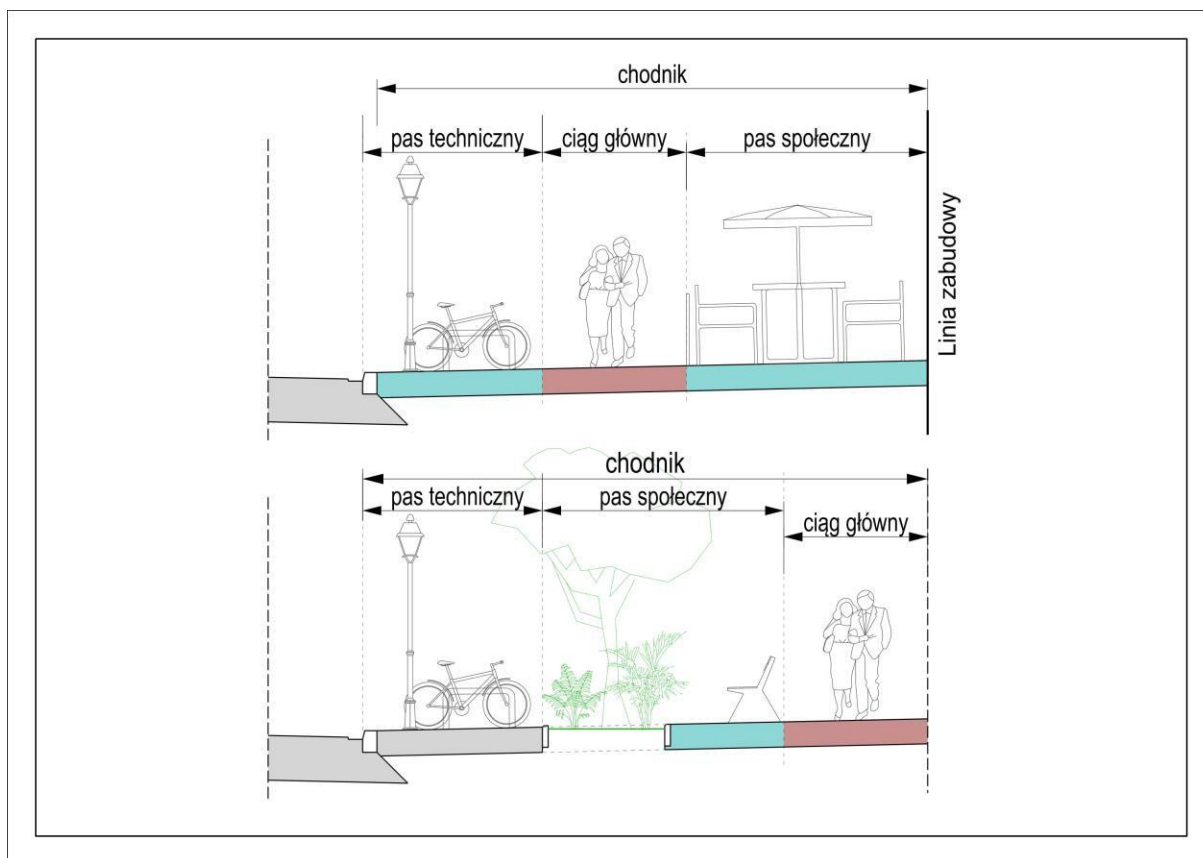 chodnik
pas techniczny ciąg główny pas społeczny
Linia zabudowy
chodnik
pas techniczny pas społeczny
ciąg główny